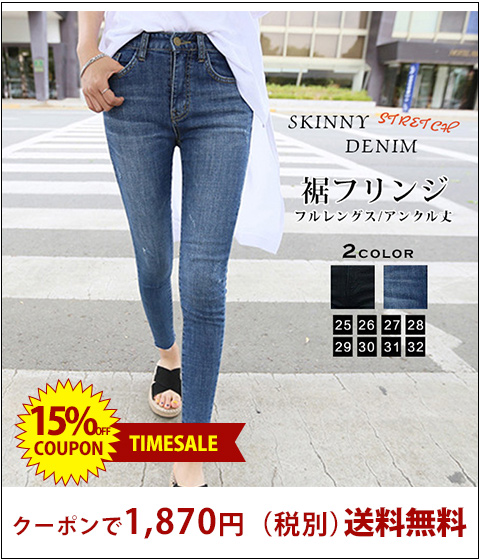 SKINNY STRETCH
DENIM
裾フリンジ
フルレングス/アンクル丈
2COLOR
25 26 27 28
29 30 31 32
15%OFF
COUPON
TIMESALE
クーポンで1,870円（税別）送料無料